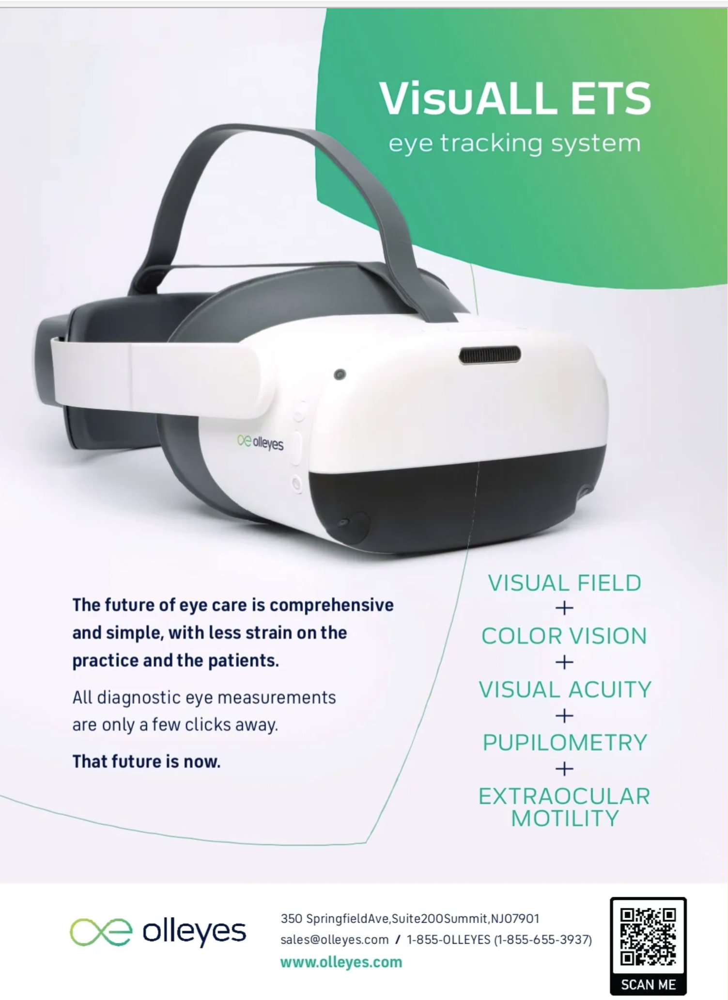 VisuALL ETS
eye tracking system
olleyes
The future of eye care is comprehensive
and simple, with less strain on the
practice and the patients.
All diagnostic eye measurements
are only a few clicks away.
That future is now.
VISUAL FIELD
+
COLOR VISION
+
VISUAL ACUITY
+
PUPILOMETRY
+
EXTRAOCULAR
MOTILITY
olleyes
350 SpringfieldAve,Suite200Summit,NJ07901
sales@olleyes.com / 1-855-OLLEYES (1-855-655-3937)
www.olleyes.com
SCAN ME